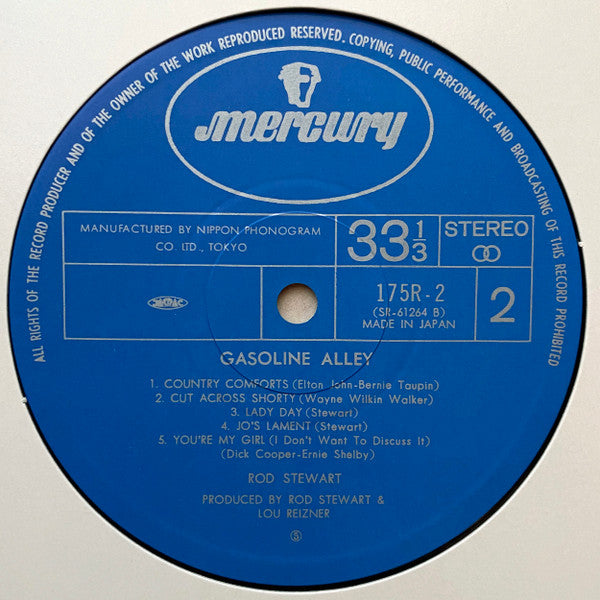 ALL RIGHTS OF THE RECORD PRODUCER AND OF THE OWNER OF THE WORK REPRODUCED RESERVED. COPYING, PUBLIC PERFORMANCE AND BROADCASTING OF THIS RECORD PROHIBITED
mercury
MANUFACTURED BY NIPPON PHONOGRAM
CO. LTD., TOKYO
33 1/3
STEREO
JASRAC
175R-2
(SR-61264 B)
MADE IN JAPAN
2
GASOLINE ALLEY
1. COUNTRY COMFORTS (Elton John-Bernie Taupin)
2. CUT ACROSS SHORTY (Wayne Wilkin Walker)
3. LADY DAY (Stewart)
4. JO'S LAMENT (Stewart)
5. YOU'RE MY GIRL (I Don't Want To Discuss It)
(Dick Cooper-Ernie Shelby)
ROD STEWART
PRODUCED BY ROD STEWART &
LOU REIZNER